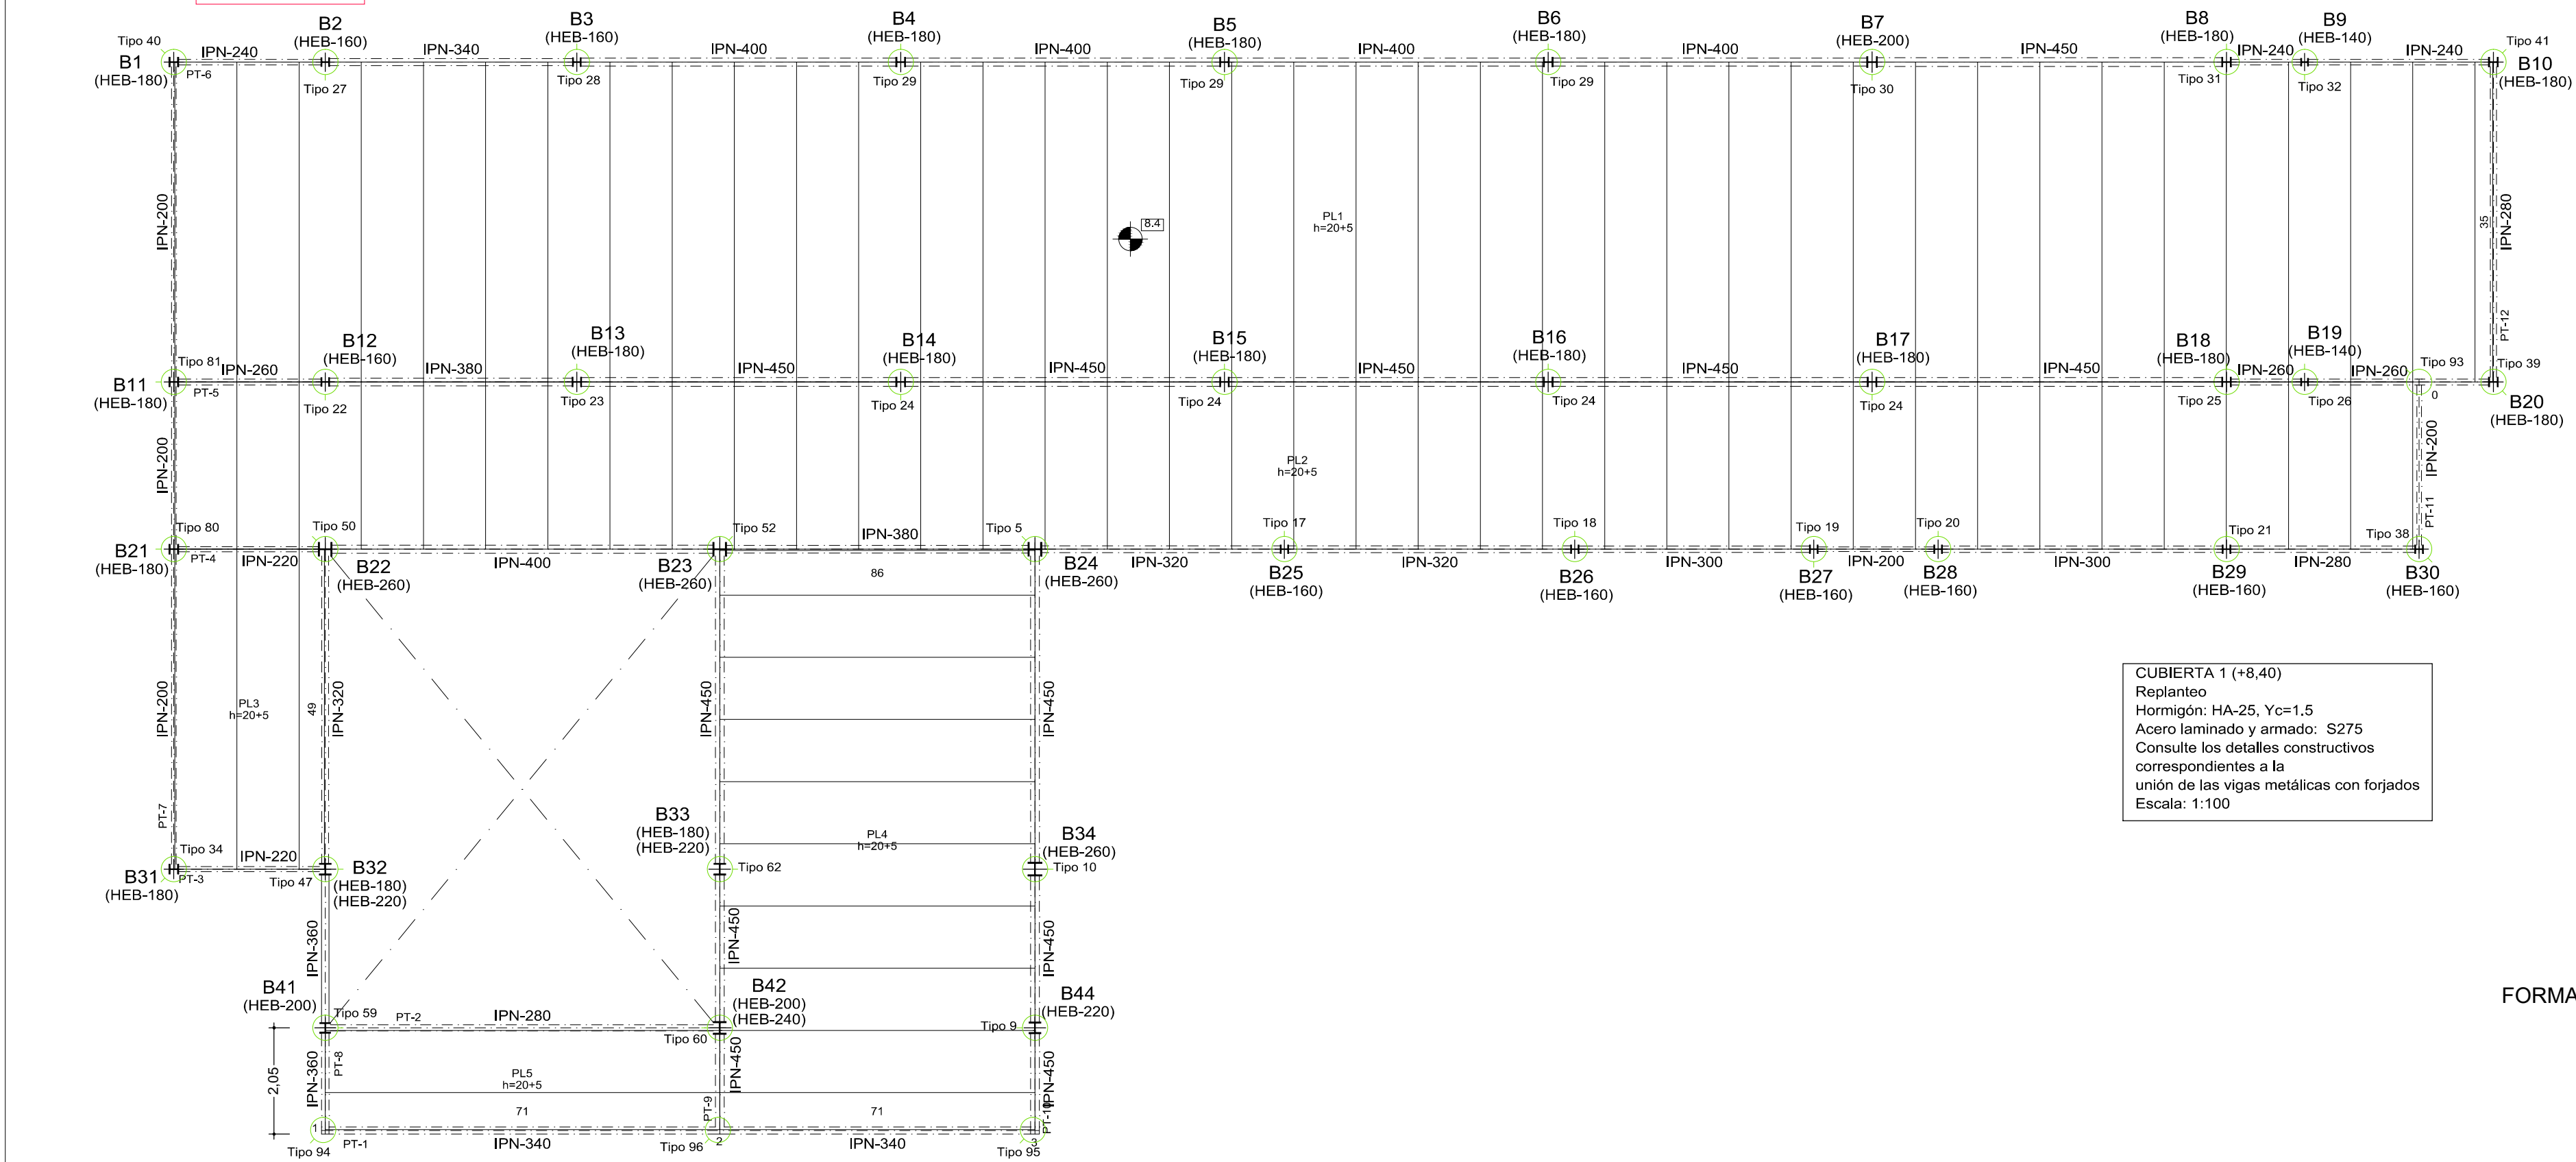 B2
(HEB-160)
B3
(HEB-160)
B4
(HEB-180)
B5
(HEB-180)
B6
(HEB-180)
B7
(HEB-200)
B8
(HEB-180)
B9
(HEB-140)
Tipo 40
IPN-240
IPN-340
IPN-400
IPN-400
IPN-400
IPN-400
IPN-450
IPN-240
IPN-240
Tipo 41
B1
(HEB-180)
PT-6
Tipo 27
Tipo 28
Tipo 29
Tipo 29
Tipo 29
Tipo 30
Tipo 31
Tipo 32
B10
(HEB-180)
IPN-200
8.4
PL1
h=20+5
35
IPN-280
PT-12
B12
(HEB-160)
B13
(HEB-180)
B14
(HEB-180)
B15
(HEB-180)
B16
(HEB-180)
B17
(HEB-180)
B18
(HEB-180)
B19
(HEB-140)
Tipo 81
IPN-260
IPN-380
IPN-450
IPN-450
IPN-450
IPN-450
IPN-450
IPN-260
IPN-260
Tipo 93
Tipo 39
B11
(HEB-180)
PT-5
Tipo 22
Tipo 23
Tipo 24
Tipo 24
Tipo 24
Tipo 24
Tipo 25
Tipo 26
0
B20
(HEB-180)
IPN-200
PL2
h=20+5
IPN-200
PT-11
Tipo 80
Tipo 50
Tipo 52
IPN-380
Tipo 5
Tipo 17
Tipo 18
Tipo 19
Tipo 20
Tipo 21
Tipo 38
B21
(HEB-180)
PT-4
IPN-220
B22
(HEB-260)
IPN-400
B23
(HEB-260)
86
B24
(HEB-260)
IPN-320
B25
(HEB-160)
IPN-320
B26
(HEB-160)
IPN-300
B27
(HEB-160)
IPN-200
B28
(HEB-160)
IPN-300
B29
(HEB-160)
IPN-280
B30
(HEB-160)
IPN-200
PL3
h=20+5
49
IPN-320
IPN-450
IPN-450
CUBIERTA 1 (+8,40)
Replanteo
Hormigón: HA-25, Yc=1.5
Acero laminado y armado: S275
Consulte los detalles constructivos
correspondientes a la
unión de las vigas metálicas con forjados
Escala: 1:100
PT-7
Tipo 34
IPN-220
B31
(HEB-180)
PT-3
Tipo 47
B32
(HEB-180)
(HEB-220)
B33
(HEB-180)
(HEB-220)
Tipo 62
PL4
h=20+5
B34
(HEB-260)
Tipo 10
IPN-360
IPN-450
IPN-450
B41
(HEB-200)
Tipo 59
PT-2
IPN-280
B42
(HEB-200)
(HEB-240)
Tipo 60
Tipo 9
B44
(HEB-220)
FORMA
2,05
IPN-360
PT-8
PL5
h=20+5
IPN-450
PT-9
IPN-450
PT-10
71
71
1
PT-1
Tipo 94
IPN-340
Tipo 96
2
IPN-340
3
Tipo 95